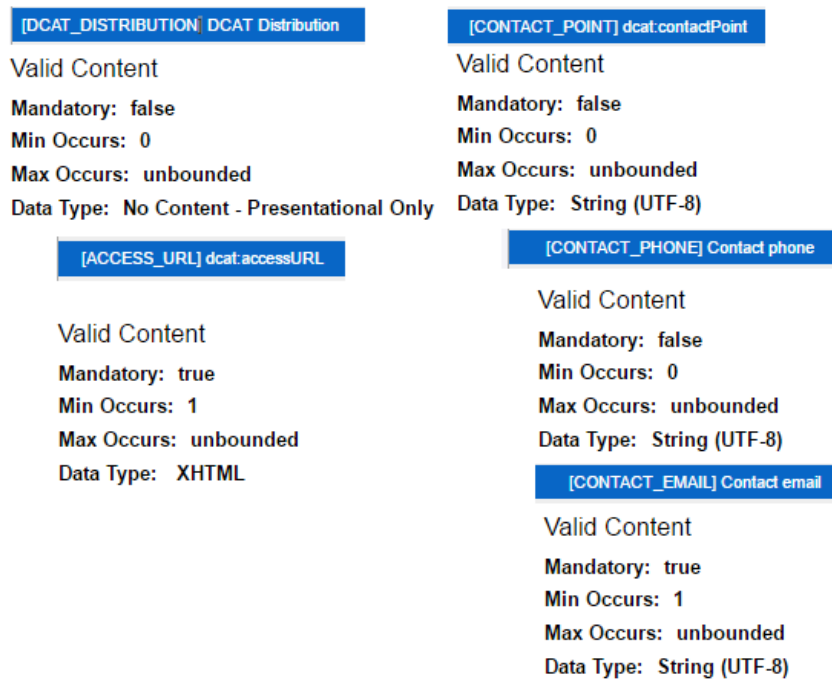 [DCAT_DISTRIBUTION] DCAT Distribution
Valid Content
Mandatory: false
Min Occurs: 0
Max Occurs: unbounded
Data Type: No Content - Presentational Only
[ACCESS_URL] dcat:accessURL
Valid Content
Mandatory: true
Min Occurs: 1
Max Occurs: unbounded
Data Type: XHTML
[CONTACT_POINT] dcat:contactPoint
Valid Content
Mandatory: false
Min Occurs: 0
Max Occurs: unbounded
Data Type: String (UTF-8)
[CONTACT_PHONE] Contact phone
Valid Content
Mandatory: false
Min Occurs: 0
Max Occurs: unbounded
Data Type: String (UTF-8)
[CONTACT_EMAIL] Contact email
Valid Content
Mandatory: true
Min Occurs: 1
Max Occurs: unbounded
Data Type: String (UTF-8)